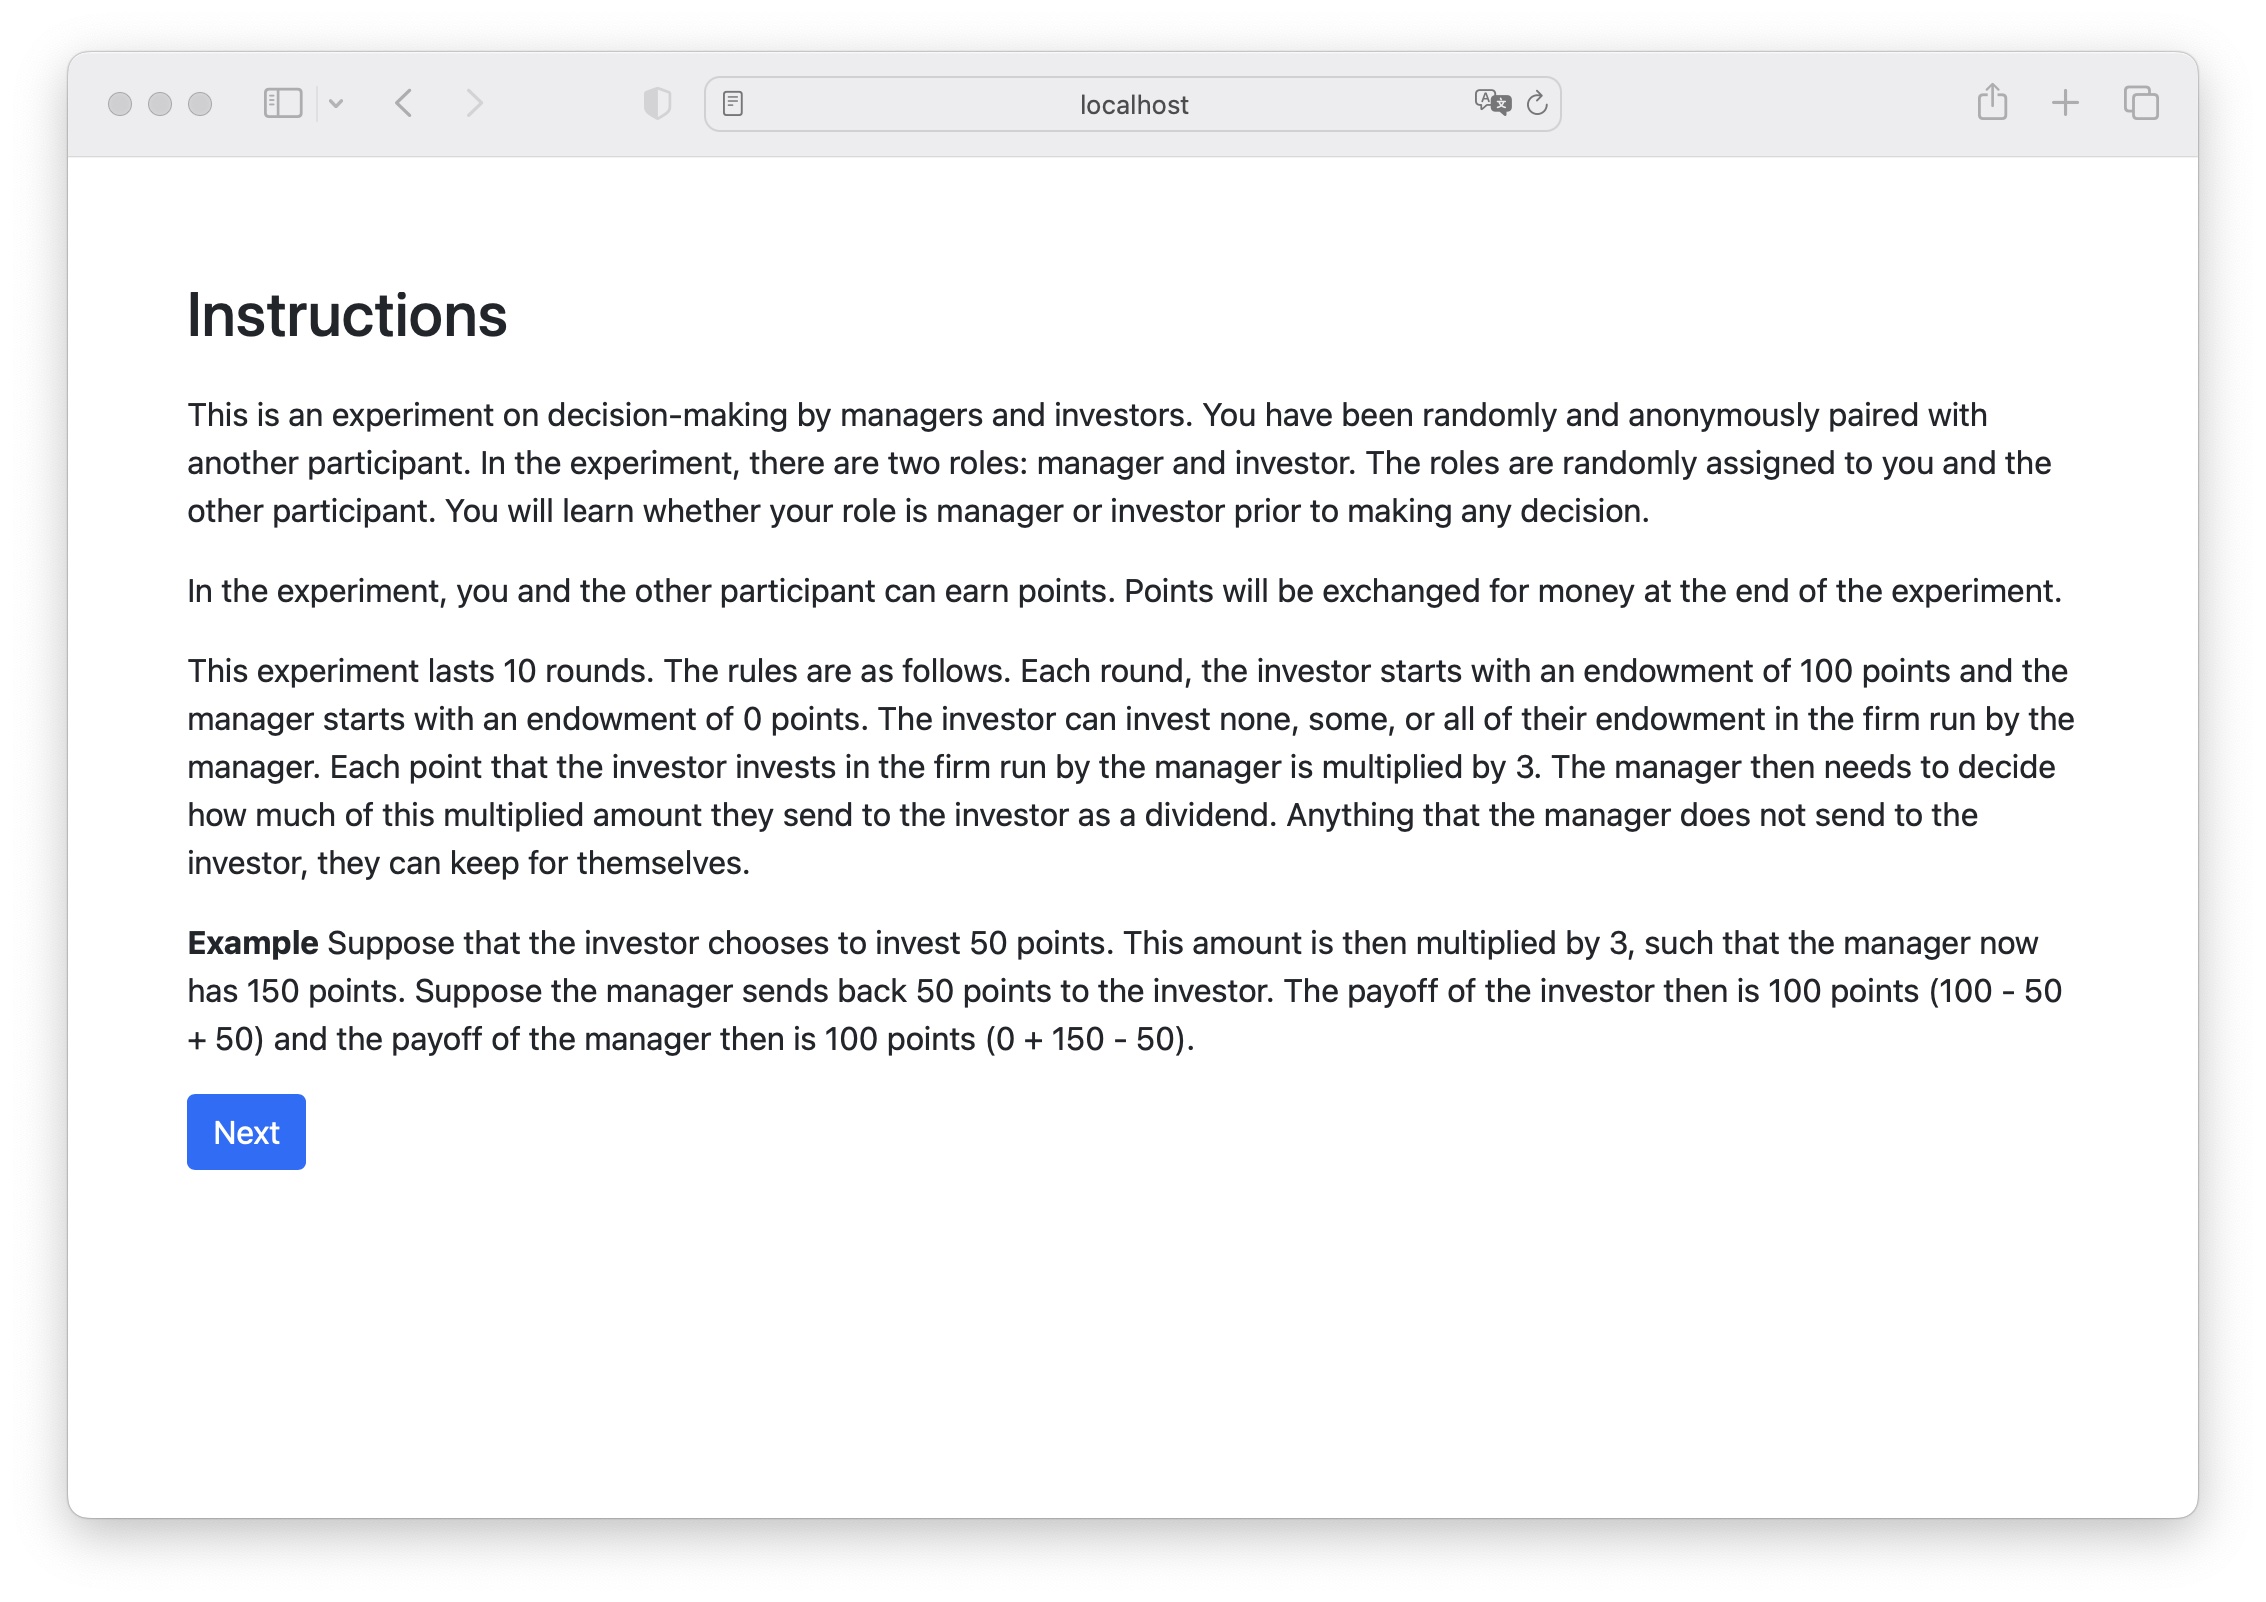 localhost
Instructions
This is an experiment on decision-making by managers and investors. You have been randomly and anonymously paired with
another participant. In the experiment, there are two roles: manager and investor. The roles are randomly assigned to you and the
other participant. You will learn whether your role is manager or investor prior to making any decision.
In the experiment, you and the other participant can earn points. Points will be exchanged for money at the end of the experiment.
This experiment lasts 10 rounds. The rules are as follows. Each round, the investor starts with an endowment of 100 points and the
manager starts with an endowment of 0 points. The investor can invest none, some, or all of their endowment in the firm run by the
manager. Each point that the investor invests in the firm run by the manager is multiplied by 3. The manager then needs to decide
how much of this multiplied amount they send to the investor as a dividend. Anything that the manager does not send to the
investor, they can keep for themselves.
Example Suppose that the investor chooses to invest 50 points. This amount is then multiplied by 3, such that the manager now
has 150 points. Suppose the manager sends back 50 points to the investor. The payoff of the investor then is 100 points (100 - 50
+ 50) and the payoff of the manager then is 100 points (0 + 150 - 50).
Next